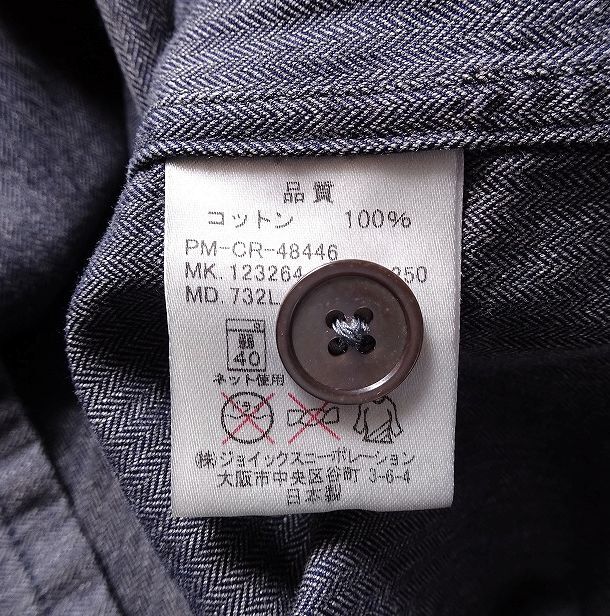 品質
コットン 100%
PM-CR-48446
MK. 123264 250
MD. 732L
弱
40
ネット使用
(株)ジョイックスコーポレーション
大阪市中央区谷町 3-6-4
日本製